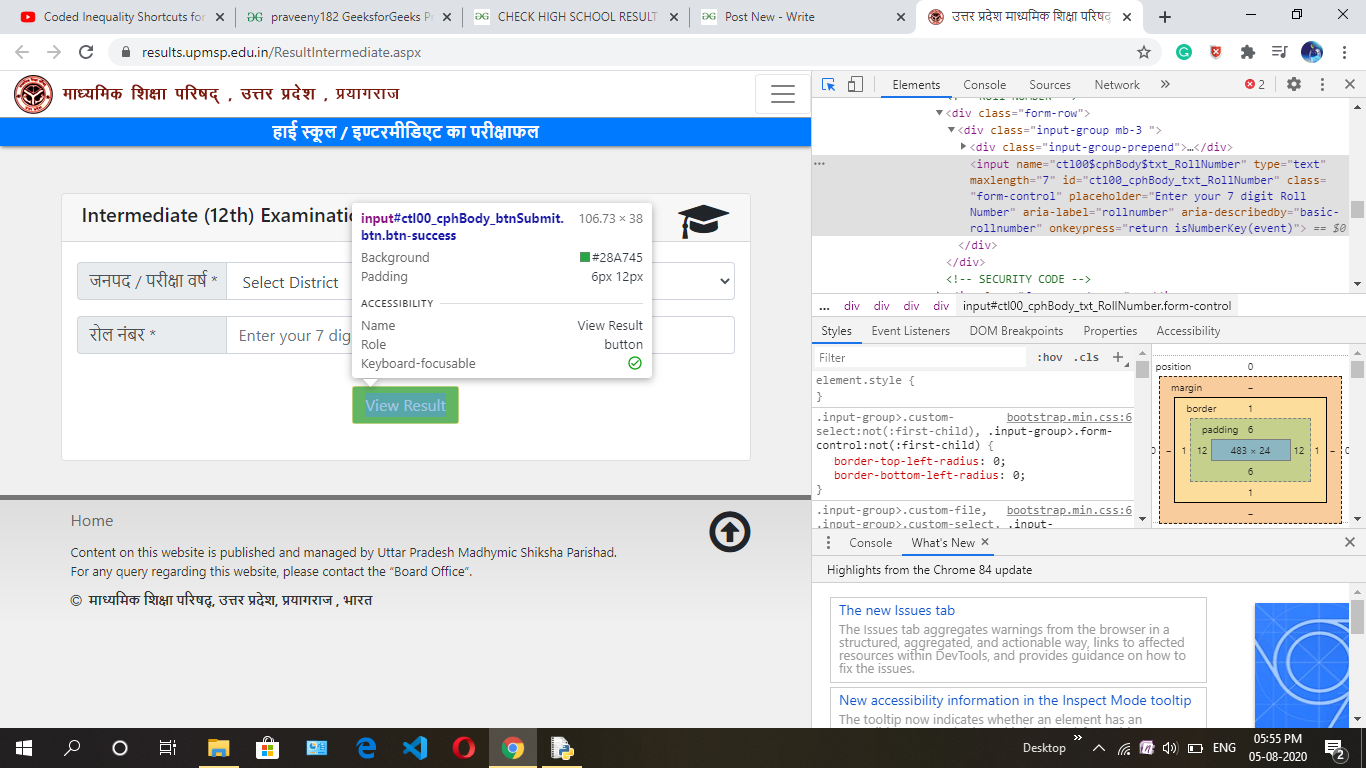 Coded Inequality Shortcuts for
praveeny182 GeeksforGeeks Pr
CHECK HIGH SCHOOL RESULT
Post New - Write
उत्तर प्रदेश माध्यमिक शिक्षा परिषद्
results.upmsp.edu.in/ResultIntermediate.aspx
माध्यमिक शिक्षा परिषद् , उत्तर प्रदेश , प्रयागराज
हाई स्कूल / इण्टरमीडिएट का परीक्षाफल
Intermediate (12th) Examinatio
input#ctl00_cphBody_btnSubmit. 106.73 × 38
btn.btn-success
Background #28A745
Padding 6px 12px
ACCESSIBILITY
Name View Result
Role button
Keyboard-focusable
जनपद / परीक्षा वर्ष * Select District
रोल नंबर * Enter your 7 dig
View Result
Home
Content on this website is published and managed by Uttar Pradesh Madhymic Shiksha Parishad.
For any query regarding this website, please contact the “Board Office”.
© माध्यमिक शिक्षा परिषद्, उत्तर प्रदेश, प्रयागराज , भारत
Elements Console Sources Network » 2
<!-- ROLL NUMBER -->
<div class="form-row">
<div class="input-group mb-3 ">
<div class="input-group-prepend">…</div>
<input name="ctl00$cphBody$txt_RollNumber" type="text"
maxlength="7" id="ctl00_cphBody_txt_RollNumber" class=
"form-control" placeholder="Enter your 7 digit Roll
Number" aria-label="rollnumber" aria-describedby="basic-
rollnumber" onkeypress="return isNumberKey(event)"> == $0
</div>
</div>
<!-- SECURITY CODE -->
... div div div div input#ctl00_cphBody_txt_RollNumber.form-control
Styles Event Listeners DOM Breakpoints Properties Accessibility
Filter :hov .cls +
element.style {
}
.input-group>.custom- bootstrap.min.css:6
select:not(:first-child), .input-group>.form-
control:not(:first-child) {
border-top-left-radius: 0;
border-bottom-left-radius: 0;
}
.input-group>.custom-file, bootstrap.min.css:6
.input-group>.custom-select, .input-
position 0
margin –
border 1
padding 6
0 – 1 12 483 × 24 12 1 – 0
6
1
–
Console What's New ×
Highlights from the Chrome 84 update
The new Issues tab
The Issues tab aggregates warnings from the browser in a
structured, aggregated, and actionable way, links to affected
resources within DevTools, and provides guidance on how to
fix the issues.
New accessibility information in the Inspect Mode tooltip
The tooltip now indicates whether an element has an
Desktop » ENG 05:55 PM
05-08-2020
2